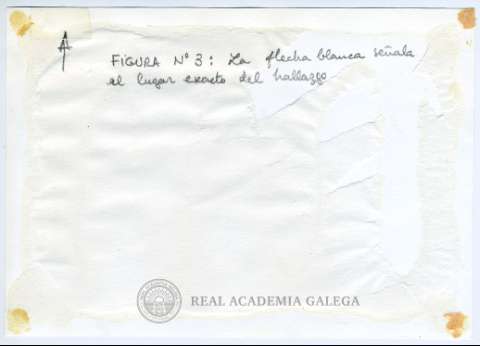 FIGURA Nº 3: La flecha blanca señala
el lugar exacto del hallazgo
REAL ACADEMIA GALEGA